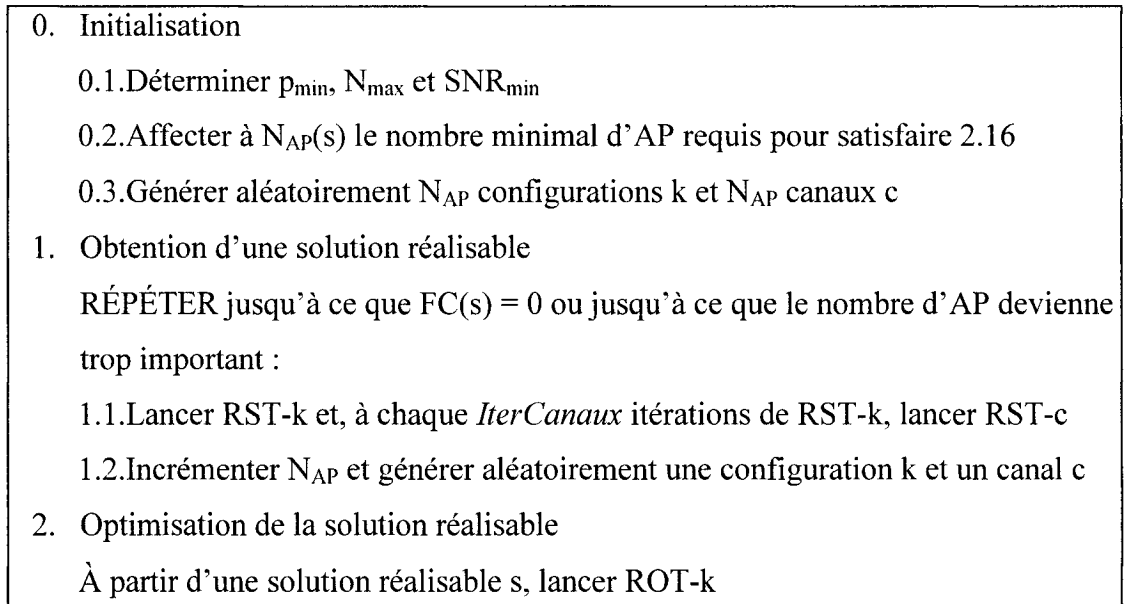 0. Initialisation
0.1.Déterminer pmin, Nmax et SNRmin
0.2.Affecter à NAP(s) le nombre minimal d'AP requis pour satisfaire 2.16
0.3.Générer aléatoirement NAP configurations k et NAP canaux c
1. Obtention d'une solution réalisable
RÉPÉTER jusqu'à ce que FC(s) = 0 ou jusqu'à ce que le nombre d'AP devienne
trop important :
1.1.Lancer RST-k et, à chaque IterCanaux itérations de RST-k, lancer RST-c
1.2.Incrémenter NAP et générer aléatoirement une configuration k et un canal c
2. Optimisation de la solution réalisable
À partir d'une solution réalisable s, lancer ROT-k